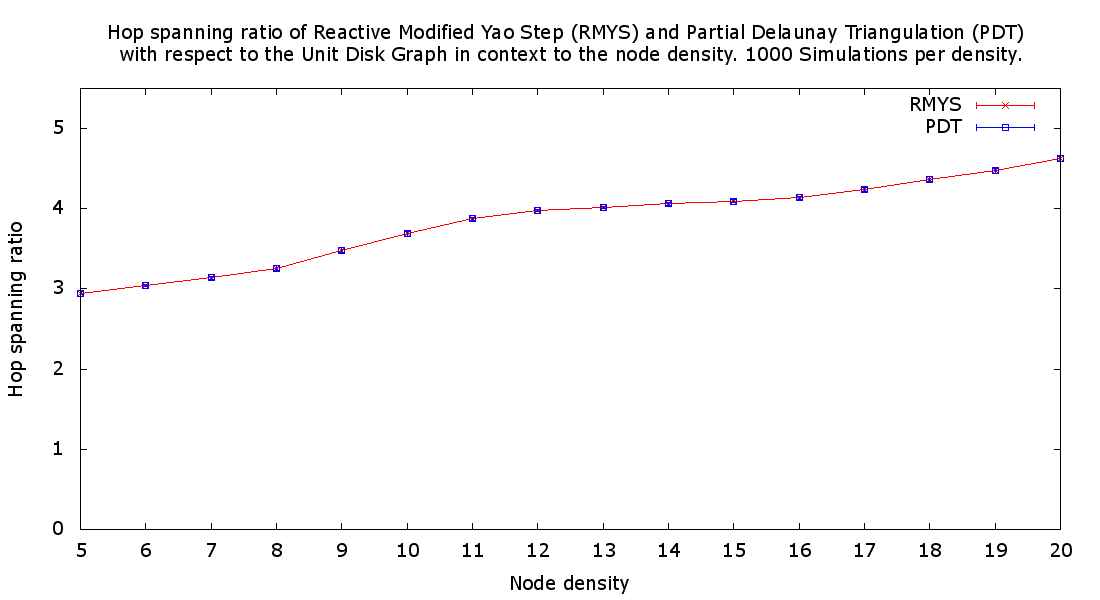 Hop spanning ratio of Reactive Modified Yao Step (RMYS) and Partial Delaunay Triangulation (PDT)
with respect to the Unit Disk Graph in context to the node density. 1000 Simulations per density.
RMYS
PDT
5
4
3
2
1
0
Hop spanning ratio
5 6 7 8 9 10 11 12 13 14 15 16 17 18 19 20
Node density